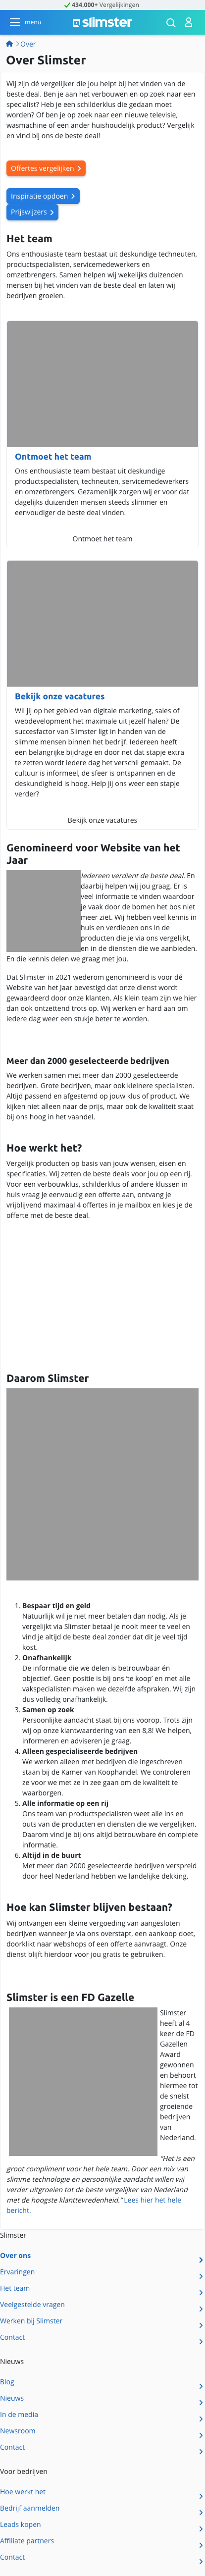 434.000+ Vergelijkingen
menu
slimster
Over
Over Slimster
Wij zijn dé vergelijker die jou helpt bij het vinden van de
beste deal. Ben je aan het verbouwen en op zoek naar een
specialist? Heb je een schilderklus die gedaan moet
worden? Of ben je op zoek naar een nieuwe televisie,
wasmachine of een ander huishoudelijk product? Vergelijk
en vind bij ons de beste deal!
Offertes vergelijken
Inspiratie opdoen
Prijswijzers
Het team
Ons enthousiaste team bestaat uit deskundige techneuten,
productspecialisten, servicemedewerkers en
omzetbrengers. Samen helpen wij wekelijks duizenden
mensen bij het vinden van de beste deal en laten wij
bedrijven groeien.
Ontmoet het team
Ons enthousiaste team bestaat uit deskundige
productspecialisten, techneuten, servicemedewerkers
en omzetbrengers. Gezamenlijk zorgen wij er voor dat
dagelijks duizenden mensen steeds slimmer en
eenvoudiger de beste deal vinden.
Ontmoet het team
Bekijk onze vacatures
Wil jij op het gebied van digitale marketing, sales of
webdevelopment het maximale uit jezelf halen? De
succesfactor van Slimster ligt in handen van de
slimme mensen binnen het bedrijf. Iedereen heeft
een belangrijke bijdrage en door net dat stapje extra
te zetten wordt iedere dag het verschil gemaakt. De
cultuur is informeel, de sfeer is ontspannen en de
deskundigheid is hoog. Help jij ons weer een stapje
verder?
Bekijk onze vacatures
Genomineerd voor Website van het
Jaar
Iedereen verdient de beste deal. En
daarbij helpen wij jou graag. Er is
veel informatie te vinden waardoor
je vaak door de bomen het bos niet
meer ziet. Wij hebben veel kennis in
huis en verdiepen ons in de
producten die je via ons vergelijkt,
en in de diensten die we aanbieden.
En die kennis delen we graag met jou.
Dat Slimster in 2021 wederom genomineerd is voor dé
Website van het Jaar bevestigd dat onze dienst wordt
gewaardeerd door onze klanten. Als klein team zijn we hier
dan ook ontzettend trots op. Wij werken er hard aan om
iedere dag weer een stukje beter te worden.
Meer dan 2000 geselecteerde bedrijven
We werken samen met meer dan 2000 geselecteerde
bedrijven. Grote bedrijven, maar ook kleinere specialisten.
Altijd passend en afgestemd op jouw klus of product. We
kijken niet alleen naar de prijs, maar ook de kwaliteit staat
bij ons hoog in het vaandel.
Hoe werkt het?
Vergelijk producten op basis van jouw wensen, eisen en
specificaties. Wij zetten de beste deals voor jou op een rij.
Voor een verbouwklus, schilderklus of andere klussen in
huis vraag je eenvoudig een offerte aan, ontvang je
vrijblijvend maximaal 4 offertes in je mailbox en kies je de
offerte met de beste deal.
Daarom Slimster
1. Bespaar tijd en geld
Natuurlijk wil je niet meer betalen dan nodig. Als je
vergelijkt via Slimster betaal je nooit meer te veel en
vind je altijd de beste deal zonder dat dit je veel tijd
kost.
2. Onafhankelijk
De informatie die we delen is betrouwbaar én
objectief. Geen positie is bij ons 'te koop' en met alle
vakspecialisten maken we dezelfde afspraken. Wij zijn
dus volledig onafhankelijk.
3. Samen op zoek
Persoonlijke aandacht staat bij ons voorop. Trots zijn
wij op onze klantwaardering van een 8,8! We helpen,
informeren en adviseren je graag.
4. Alleen gespecialiseerde bedrijven
We werken alleen met bedrijven die ingeschreven
staan bij de Kamer van Koophandel. We controleren
ze voor we met ze in zee gaan om de kwaliteit te
waarborgen.
5. Alle informatie op een rij
Ons team van productspecialisten weet alle ins en
outs van de producten en diensten die we vergelijken.
Daarom vind je bij ons altijd betrouwbare én complete
informatie.
6. Altijd in de buurt
Met meer dan 2000 geselecteerde bedrijven verspreid
door heel Nederland hebben we landelijke dekking.
Hoe kan Slimster blijven bestaan?
Wij ontvangen een kleine vergoeding van aangesloten
bedrijven wanneer je via ons overstapt, een aankoop doet,
doorklikt naar webshops of een offerte aanvraagt. Onze
dienst blijft hierdoor voor jou gratis te gebruiken.
Slimster is een FD Gazelle
Slimster
heeft al 4
keer de FD
Gazellen
Award
gewonnen
en behoort
hiermee tot
de snelst
groeiende
bedrijven
van
Nederland.
"Het is een
groot compliment voor het hele team. Door een mix van
slimme technologie en persoonlijke aandacht willen wij
verder uitgroeien tot de beste vergelijker van Nederland
met de hoogste klanttevredenheid." Lees hier het hele
bericht.
Slimster
Over ons
Ervaringen
Het team
Veelgestelde vragen
Werken bij Slimster
Contact
Nieuws
Blog
Nieuws
In de media
Newsroom
Contact
Voor bedrijven
Hoe werkt het
Bedrijf aanmelden
Leads kopen
Affiliate partners
Contact